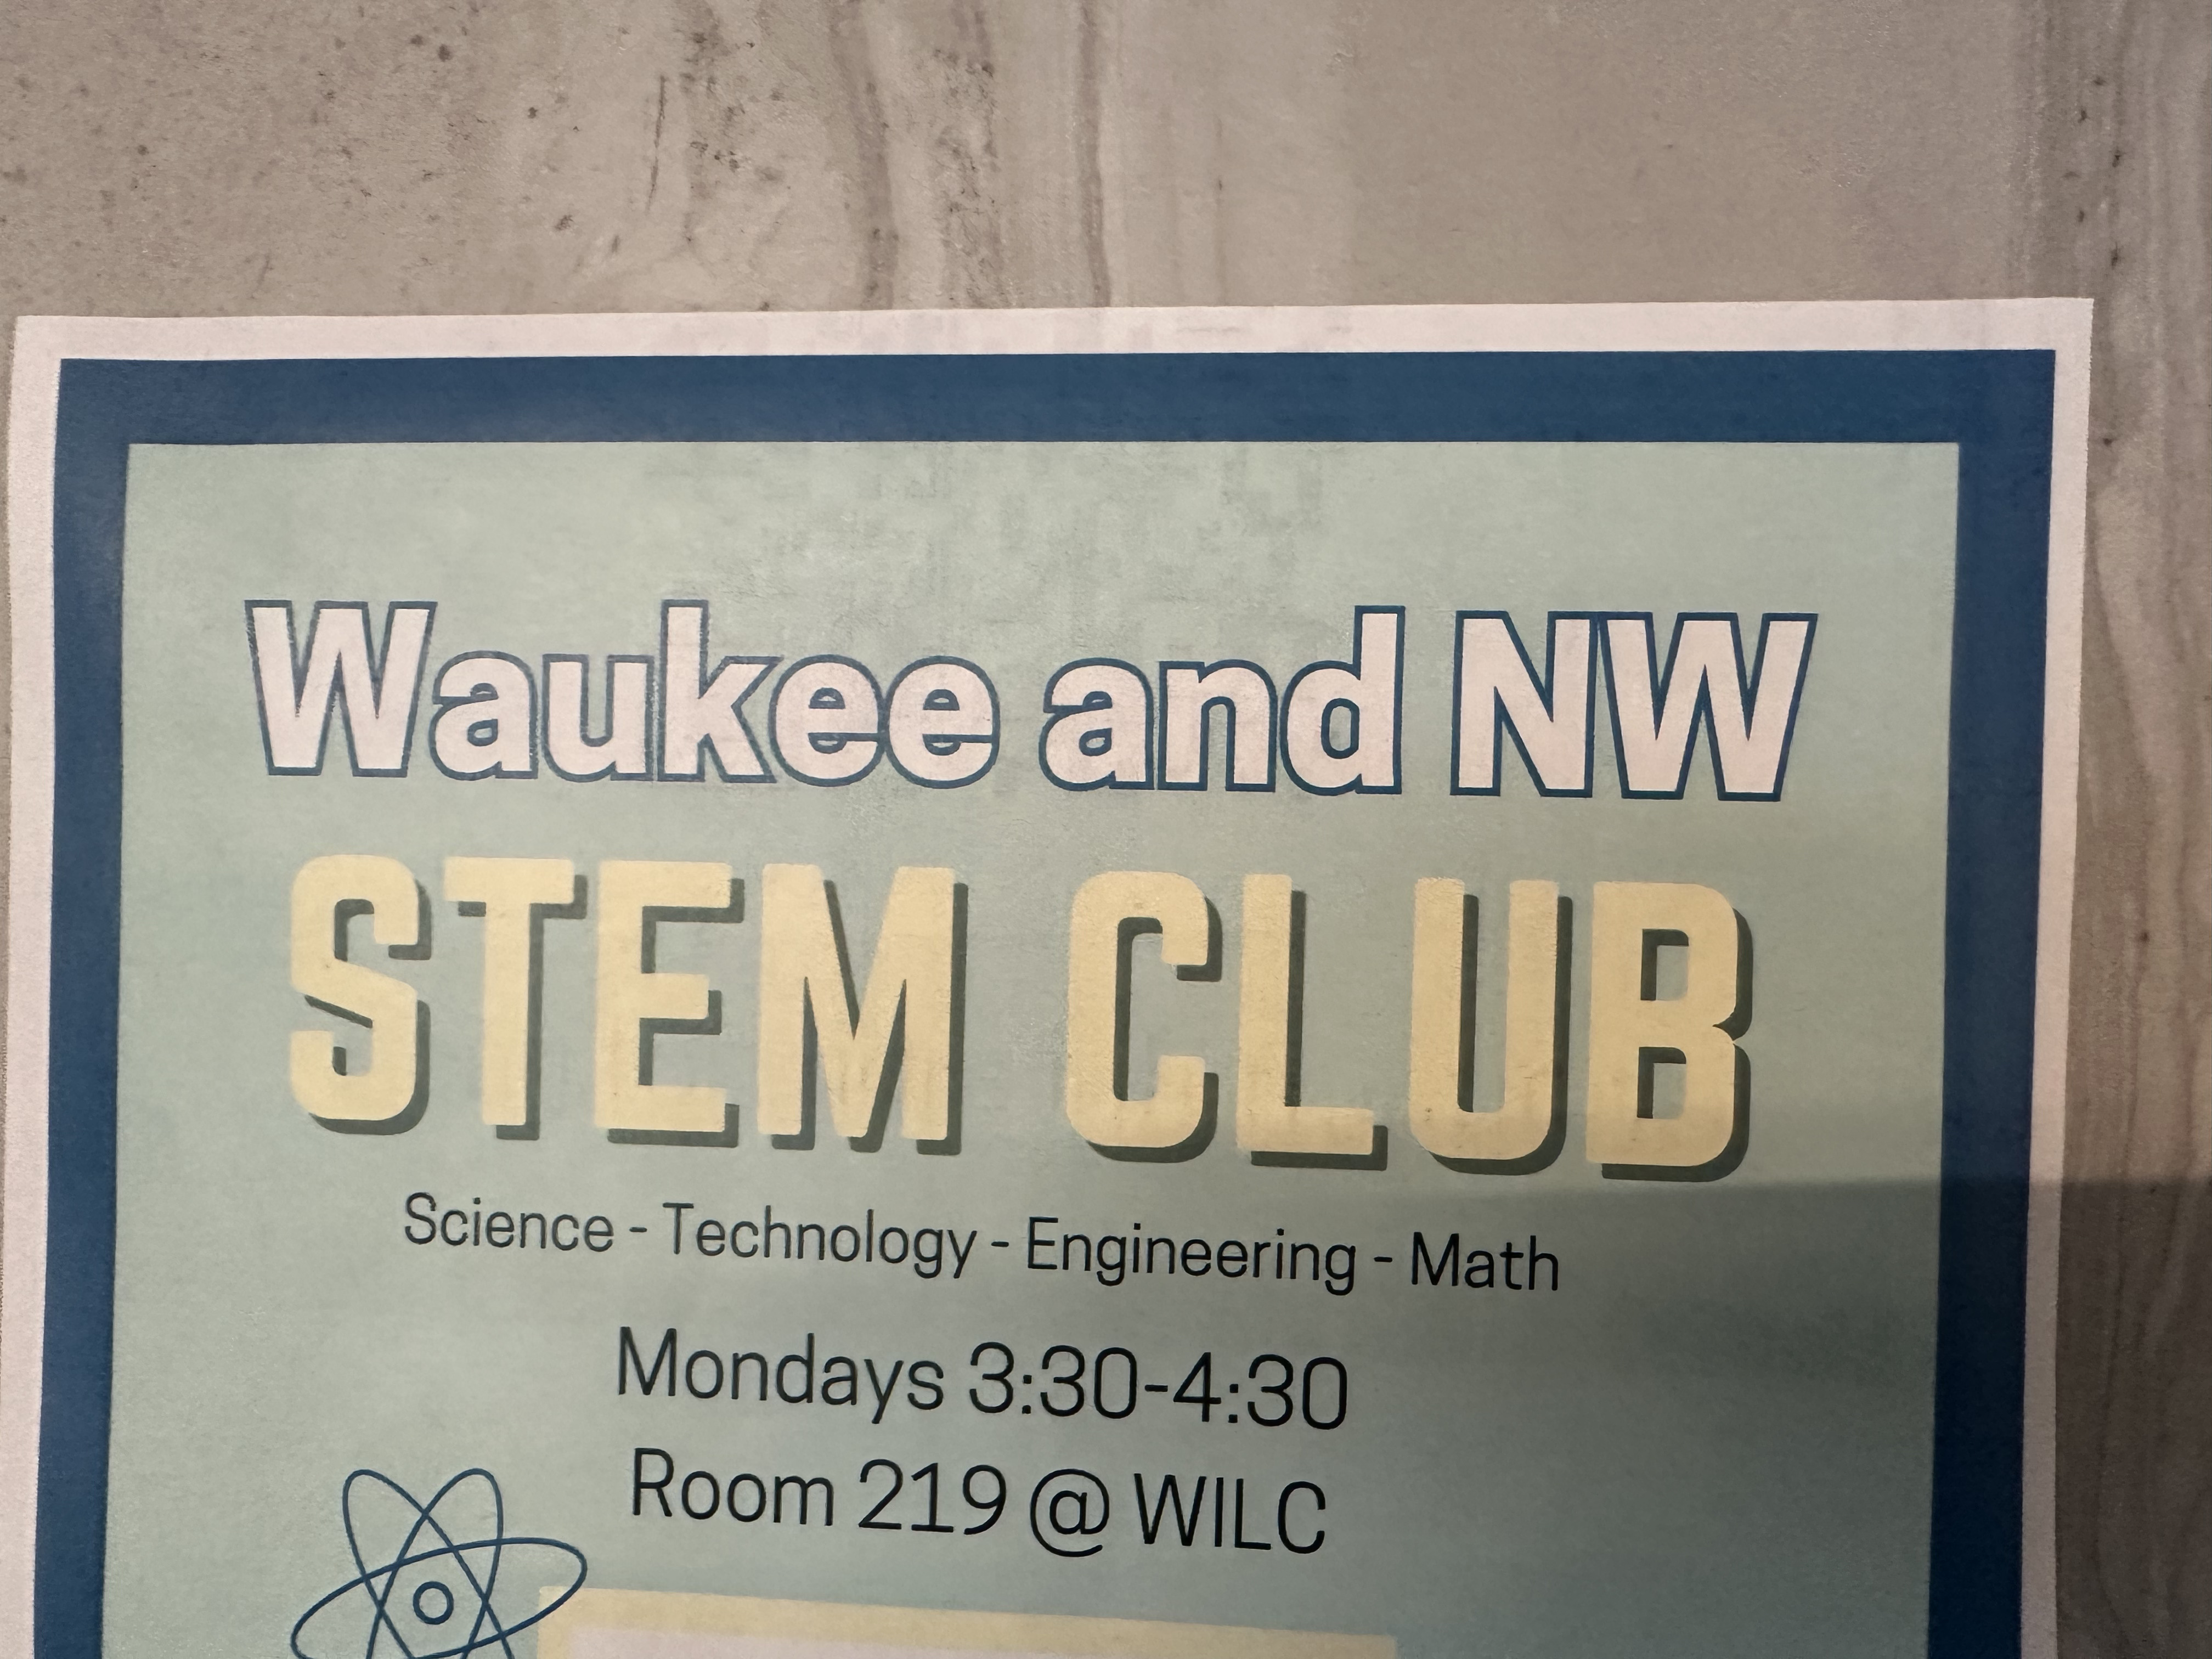 Waukee and NW
STEM CLUB
Science - Technology - Engineering - Math
Mondays 3:30-4:30
Room 219 @ WILC